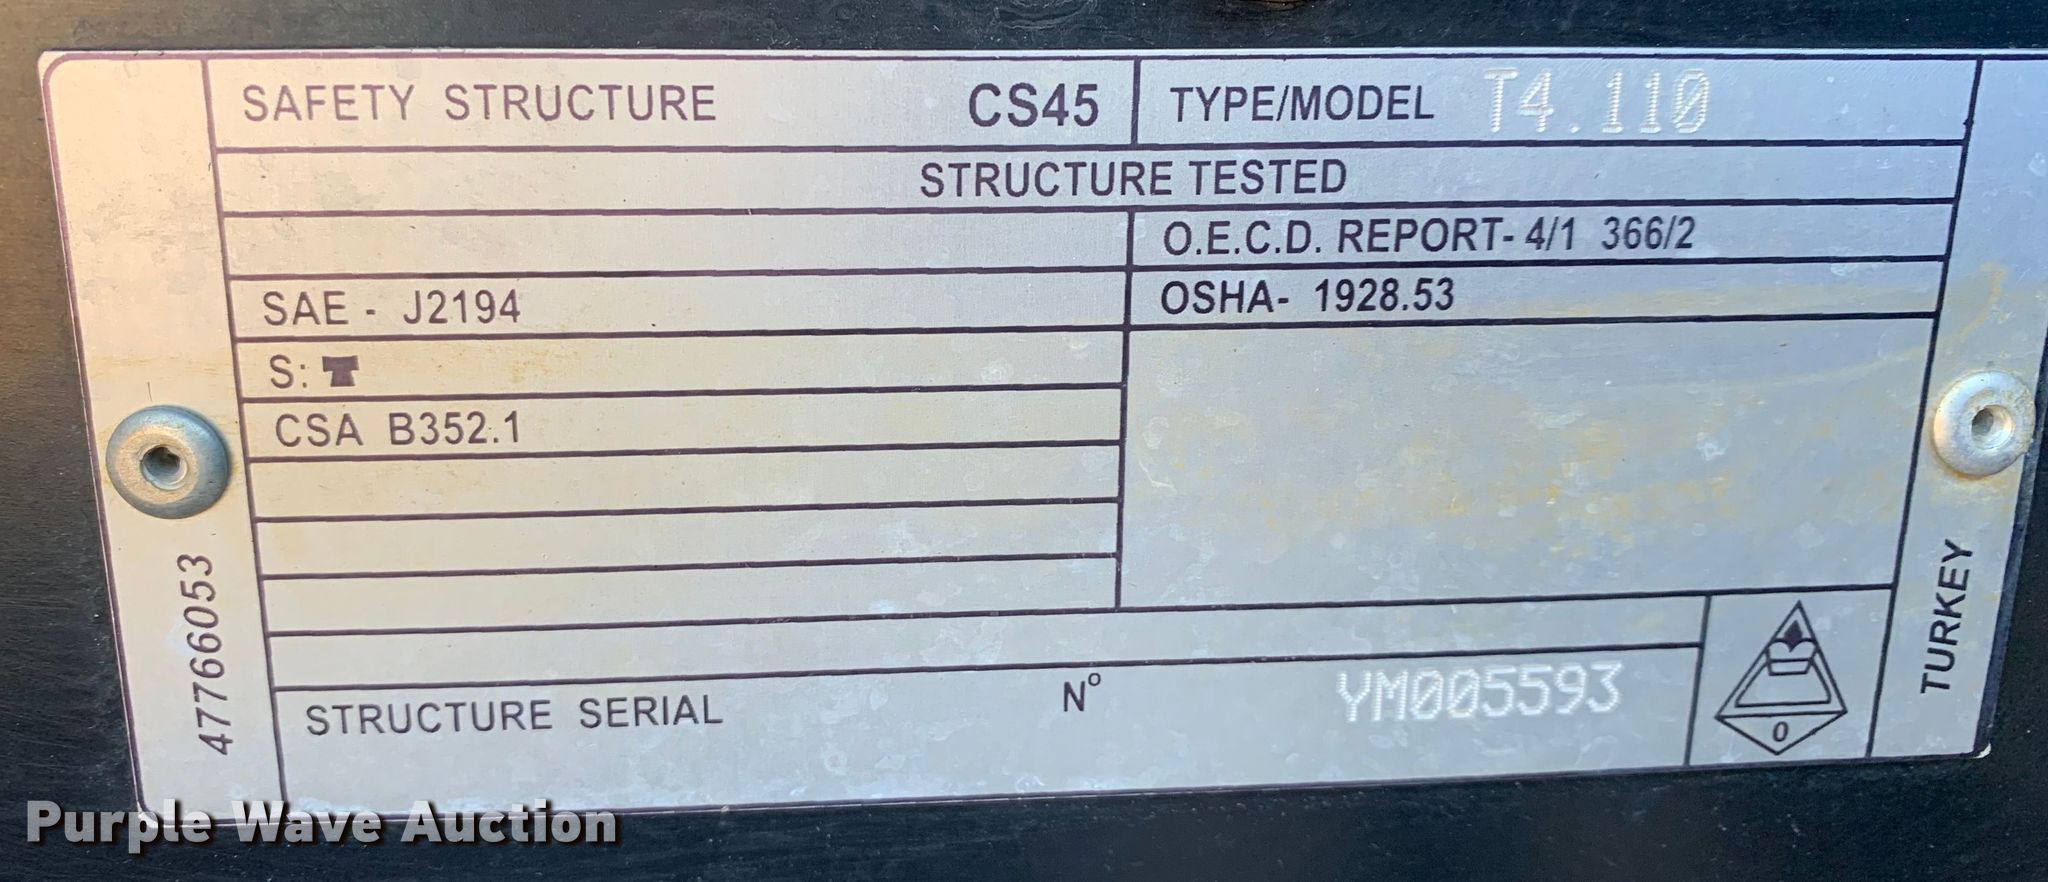 SAFETY STRUCTURE CS45
TYPE/MODEL T4.110
STRUCTURE TESTED
O.E.C.D. REPORT- 4/1 366/2
SAE - J2194
OSHA- 1928.53
S:
CSA B352.1
STRUCTURE SERIAL Nº YM005593
0
47766053
TURKEY
Purple Wave Auction